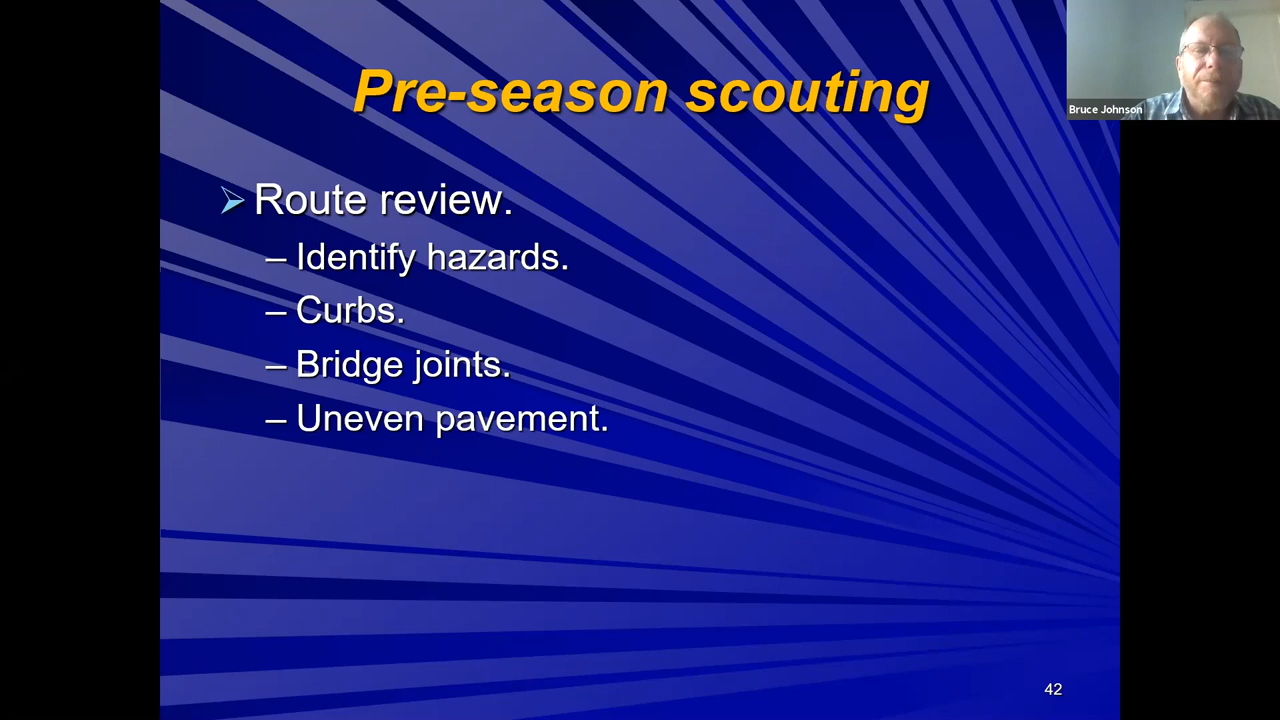 Pre-season scouting
Bruce Johnson
➢ Route review.
– Identify hazards.
– Curbs.
– Bridge joints.
– Uneven pavement.
42